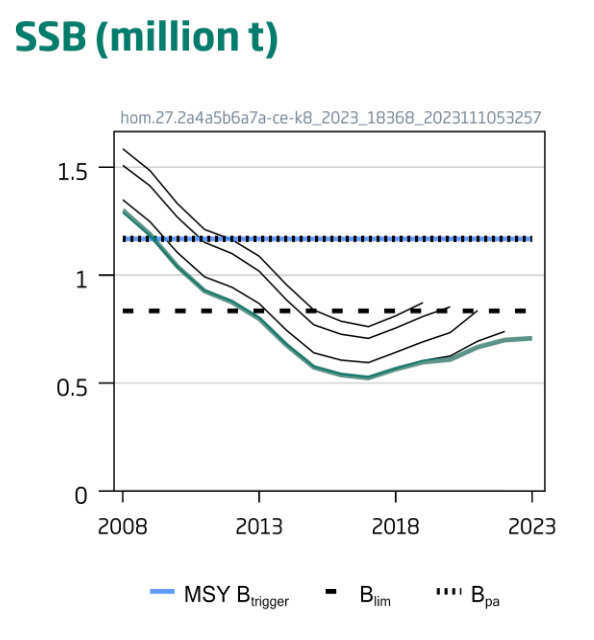 SSB (million t)
hom.27.2a4a5b6a7a-ce-k8_2023_18368_2023111053257
1.5
1
0.5
0
2008 2013 2018 2023
MSY Btrigger Blim Bpa